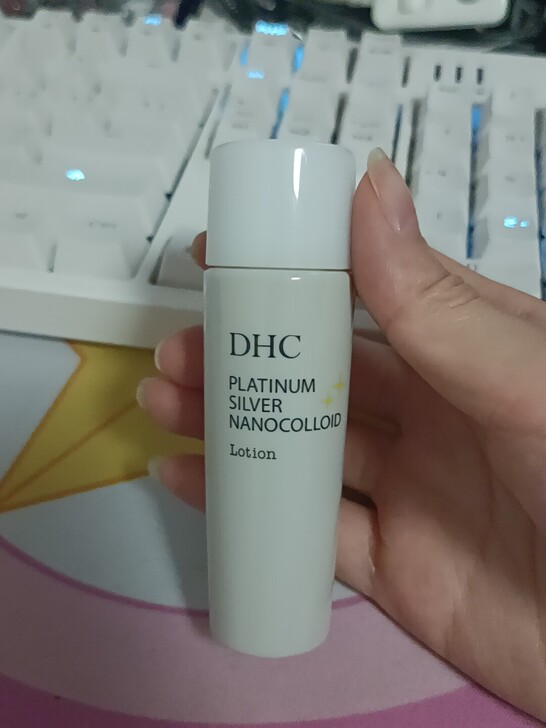 DHC
PLATINUM
SILVER
NANOCOLLOID
Lotion